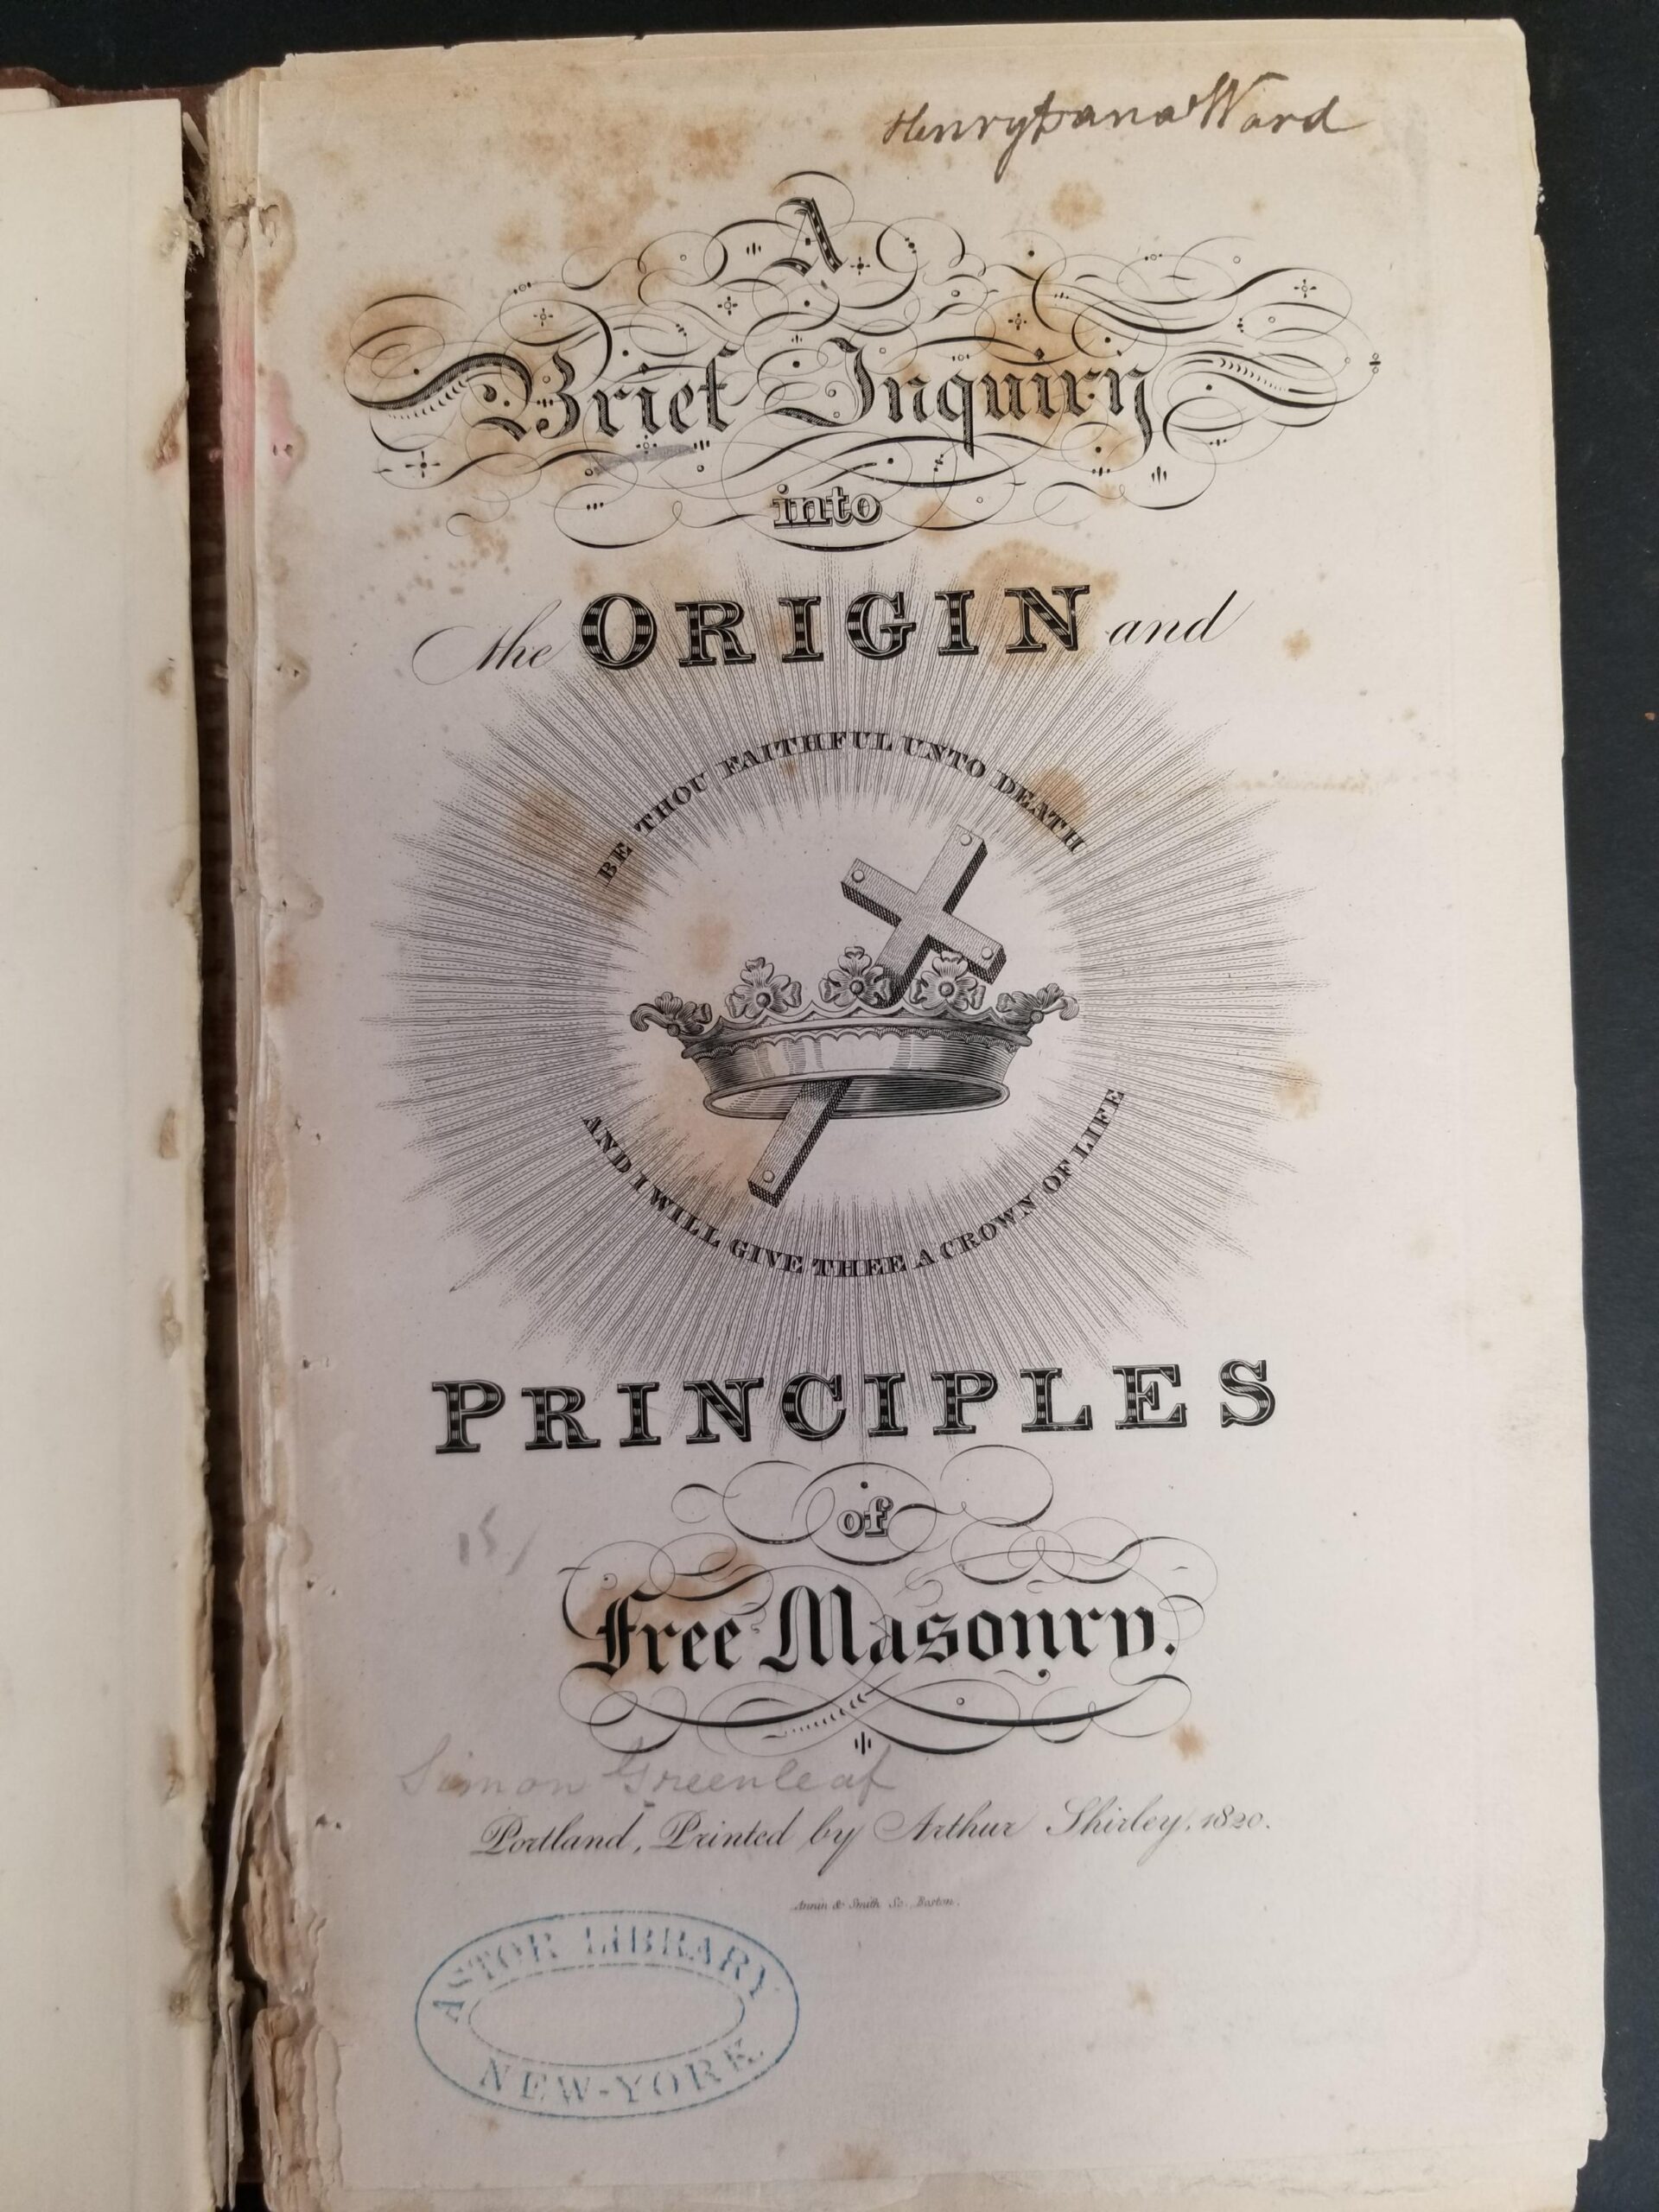 Henry Dana Ward
A
Brief Inquiry
into
the ORIGIN and
BE THOU FAITHFUL UNTO DEATH
AND I WILL GIVE THEE A CROWN OF LIFE
PRINCIPLES
15/
of
Free Masonry.
Simon Greenleaf
Portland, Printed by Arthur Shirley, 1820.
Annin & Smith Sc. Boston.
ASTOR LIBRARY
NEW-YORK